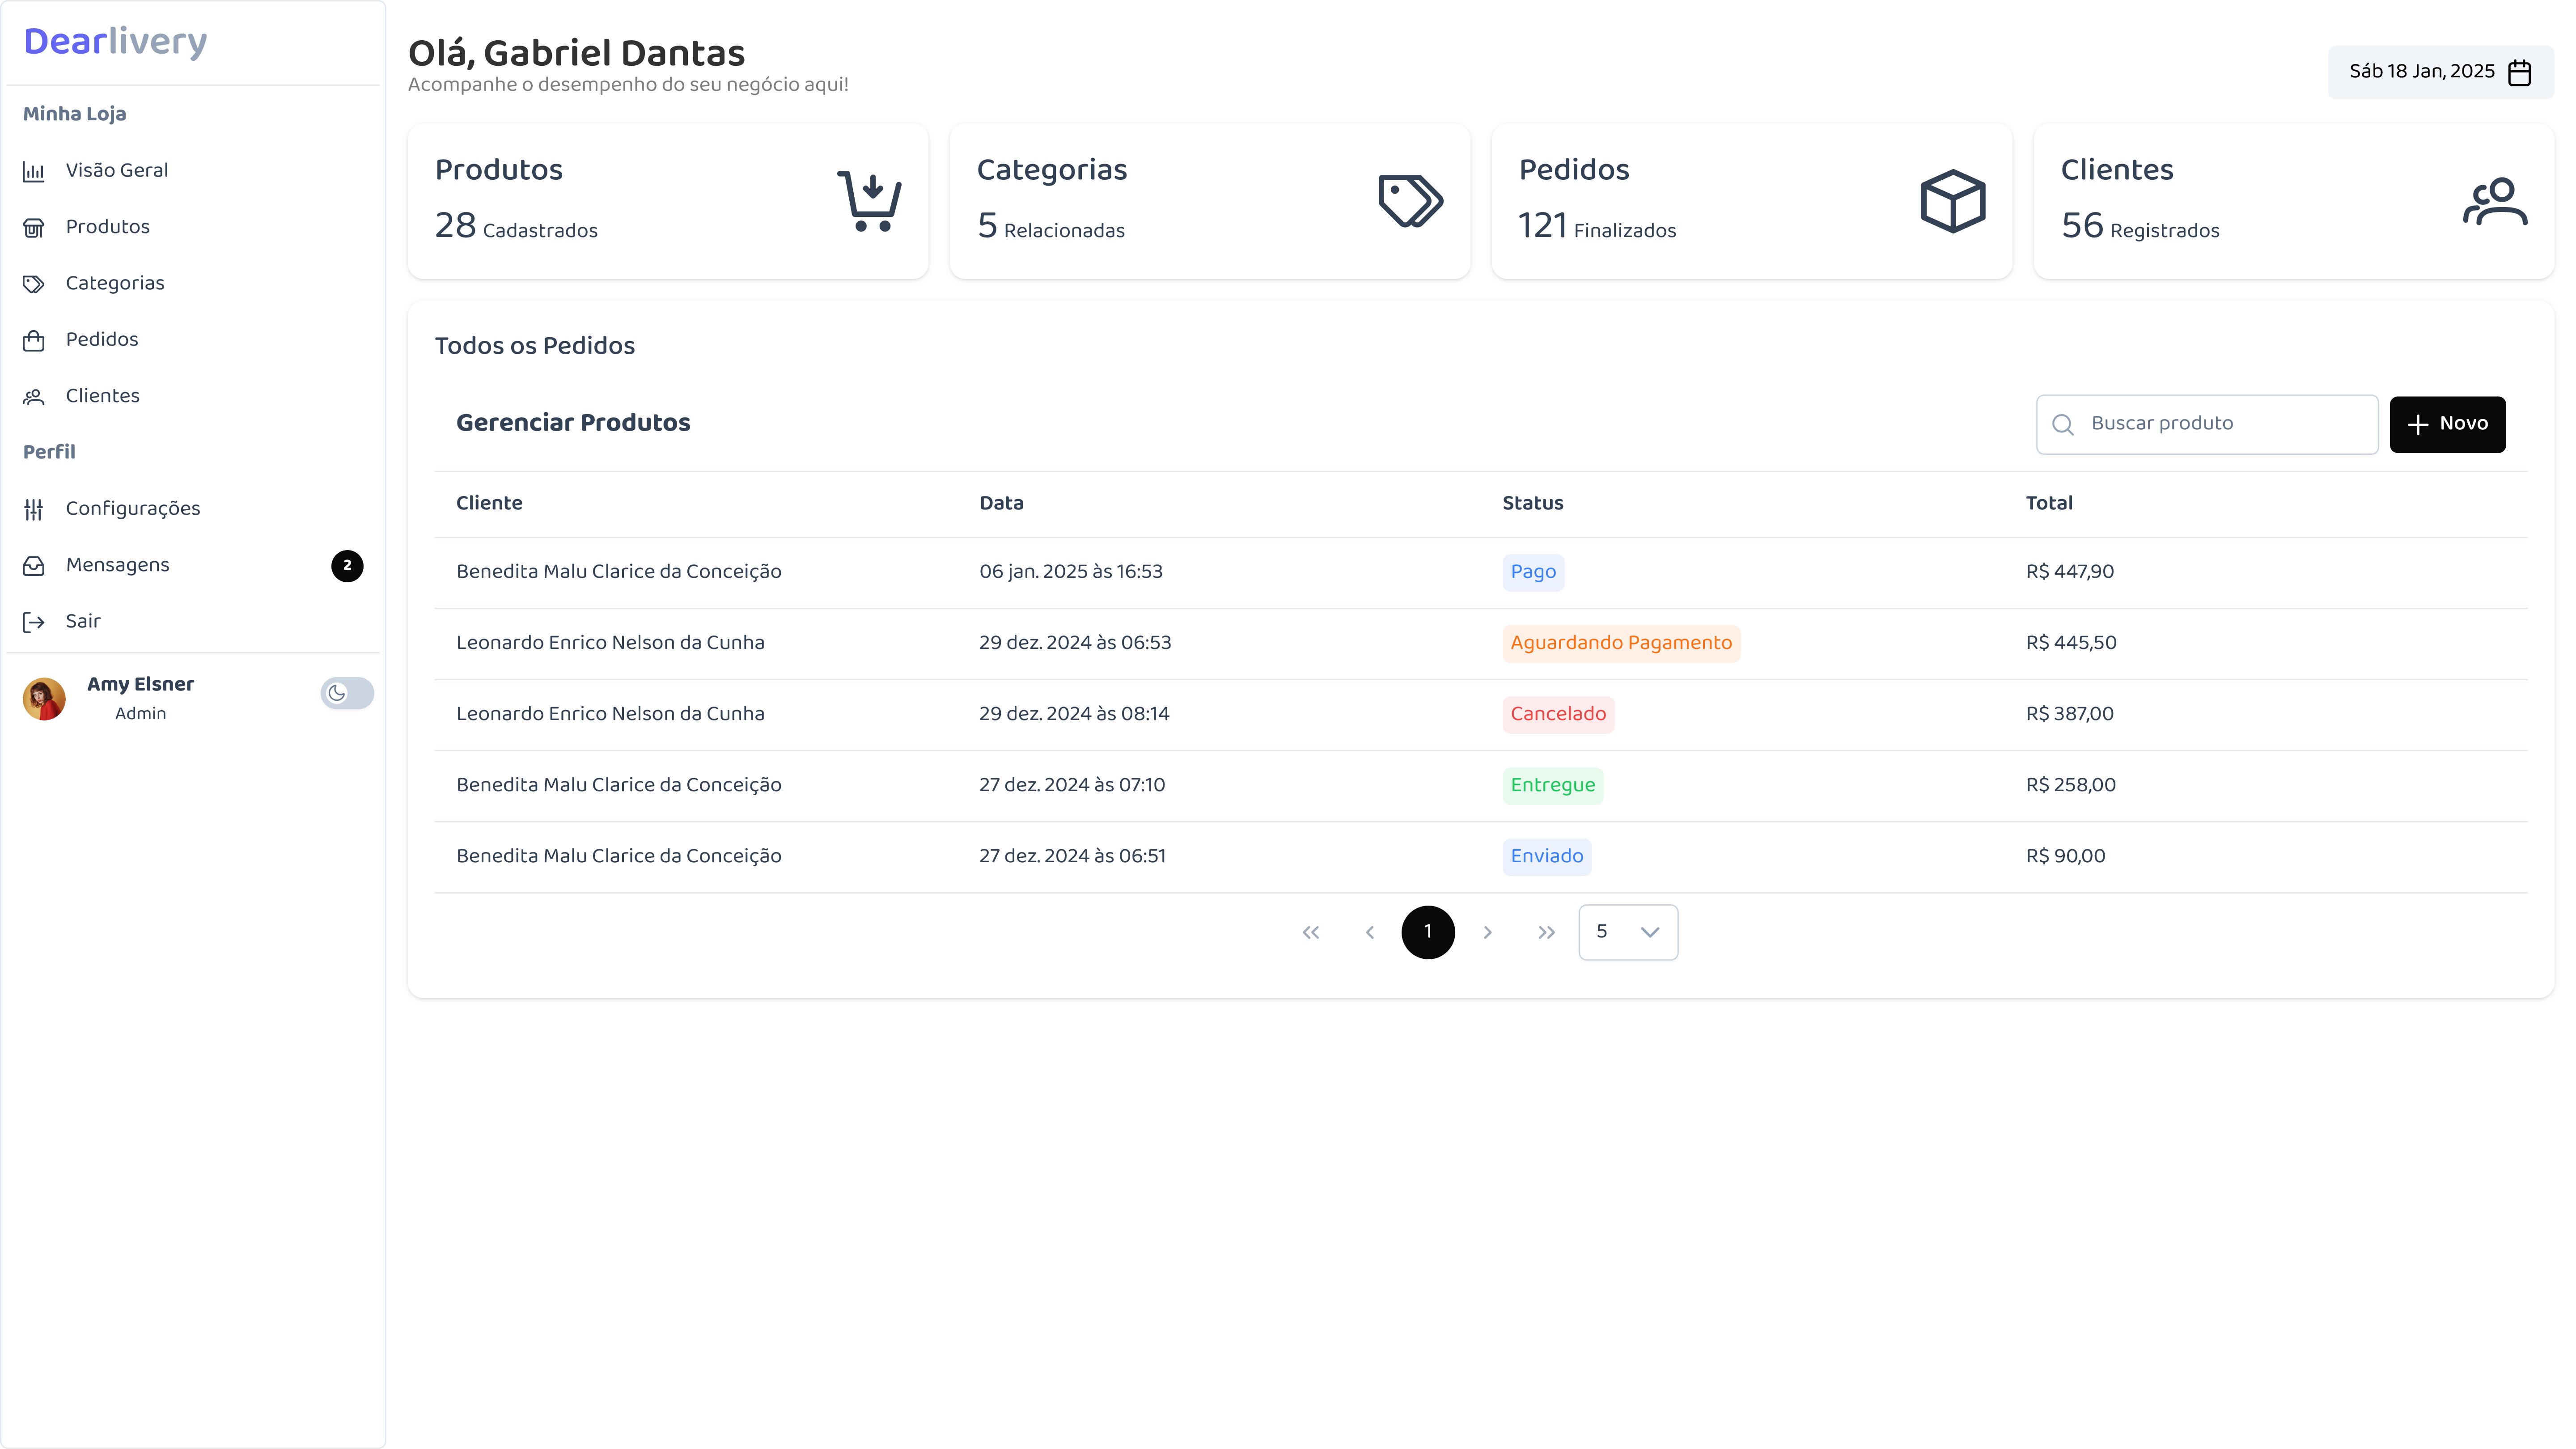 Dearlivery
Minha Loja
Visão Geral
Produtos
Categorias
Pedidos
Clientes
Perfil
Configurações
Mensagens 2
Sair
Amy Elsner
Admin
Olá, Gabriel Dantas
Acompanhe o desempenho do seu negócio aqui!
Sáb 18 Jan, 2025
Produtos
28 Cadastrados
Categorias
5 Relacionadas
Pedidos
121 Finalizados
Clientes
56 Registrados
Todos os Pedidos
Gerenciar Produtos
Buscar produto
Novo
Cliente Data Status Total
Benedita Malu Clarice da Conceição 06 jan. 2025 às 16:53 Pago R$ 447,90
Leonardo Enrico Nelson da Cunha 29 dez. 2024 às 06:53 Aguardando Pagamento R$ 445,50
Leonardo Enrico Nelson da Cunha 29 dez. 2024 às 08:14 Cancelado R$ 387,00
Benedita Malu Clarice da Conceição 27 dez. 2024 às 07:10 Entregue R$ 258,00
Benedita Malu Clarice da Conceição 27 dez. 2024 às 06:51 Enviado R$ 90,00
1 5